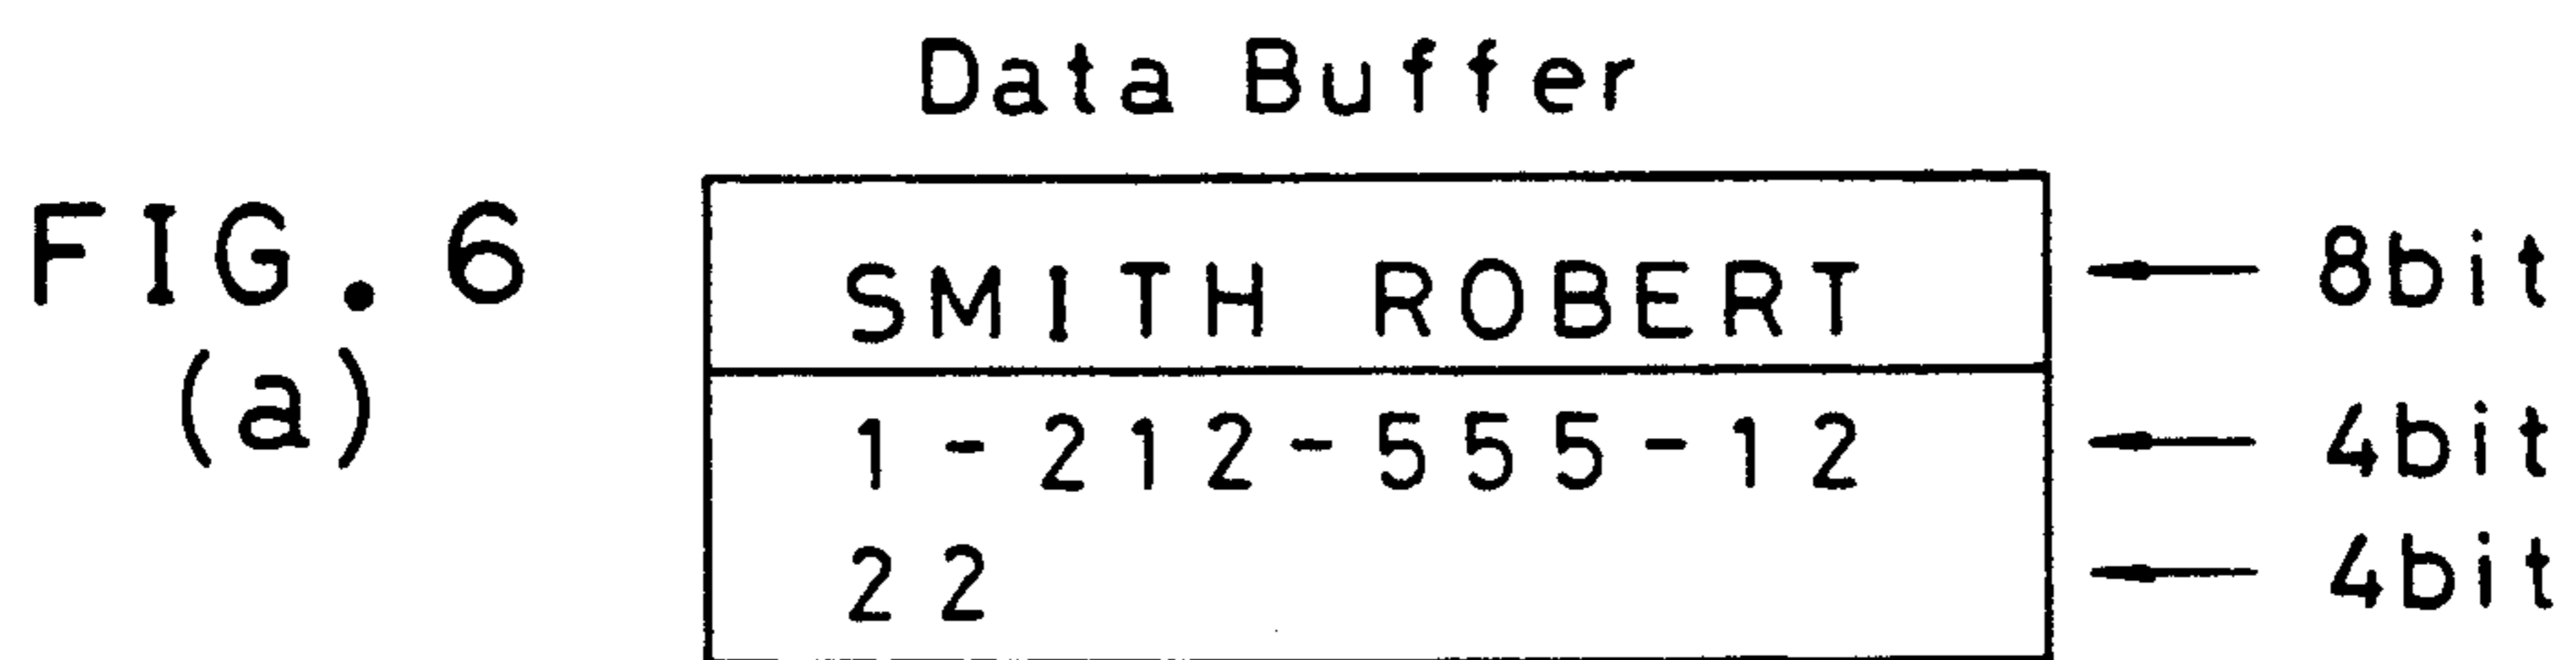 Data Buffer
FIG. 6
(a)
SMITH ROBERT
8bit
1-212-555-12
4bit
22
4bit